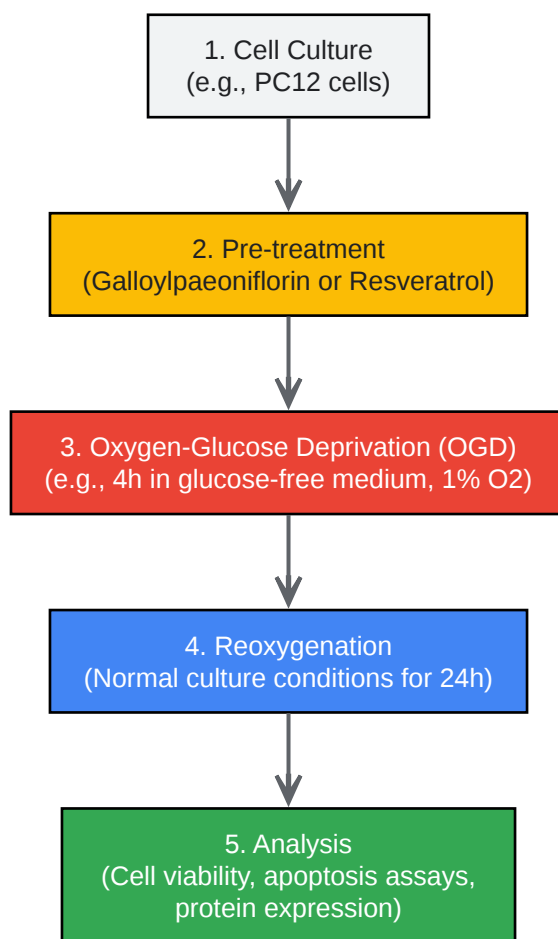 1. Cell Culture
(e.g., PC12 cells)
2. Pre-treatment
(Galloylpaeoniflorin or Resveratrol)
3. Oxygen-Glucose Deprivation (OGD)
(e.g., 4h in glucose-free medium, 1% O2)
4. Reoxygenation
(Normal culture conditions for 24h)
5. Analysis
(Cell viability, apoptosis assays,
protein expression)